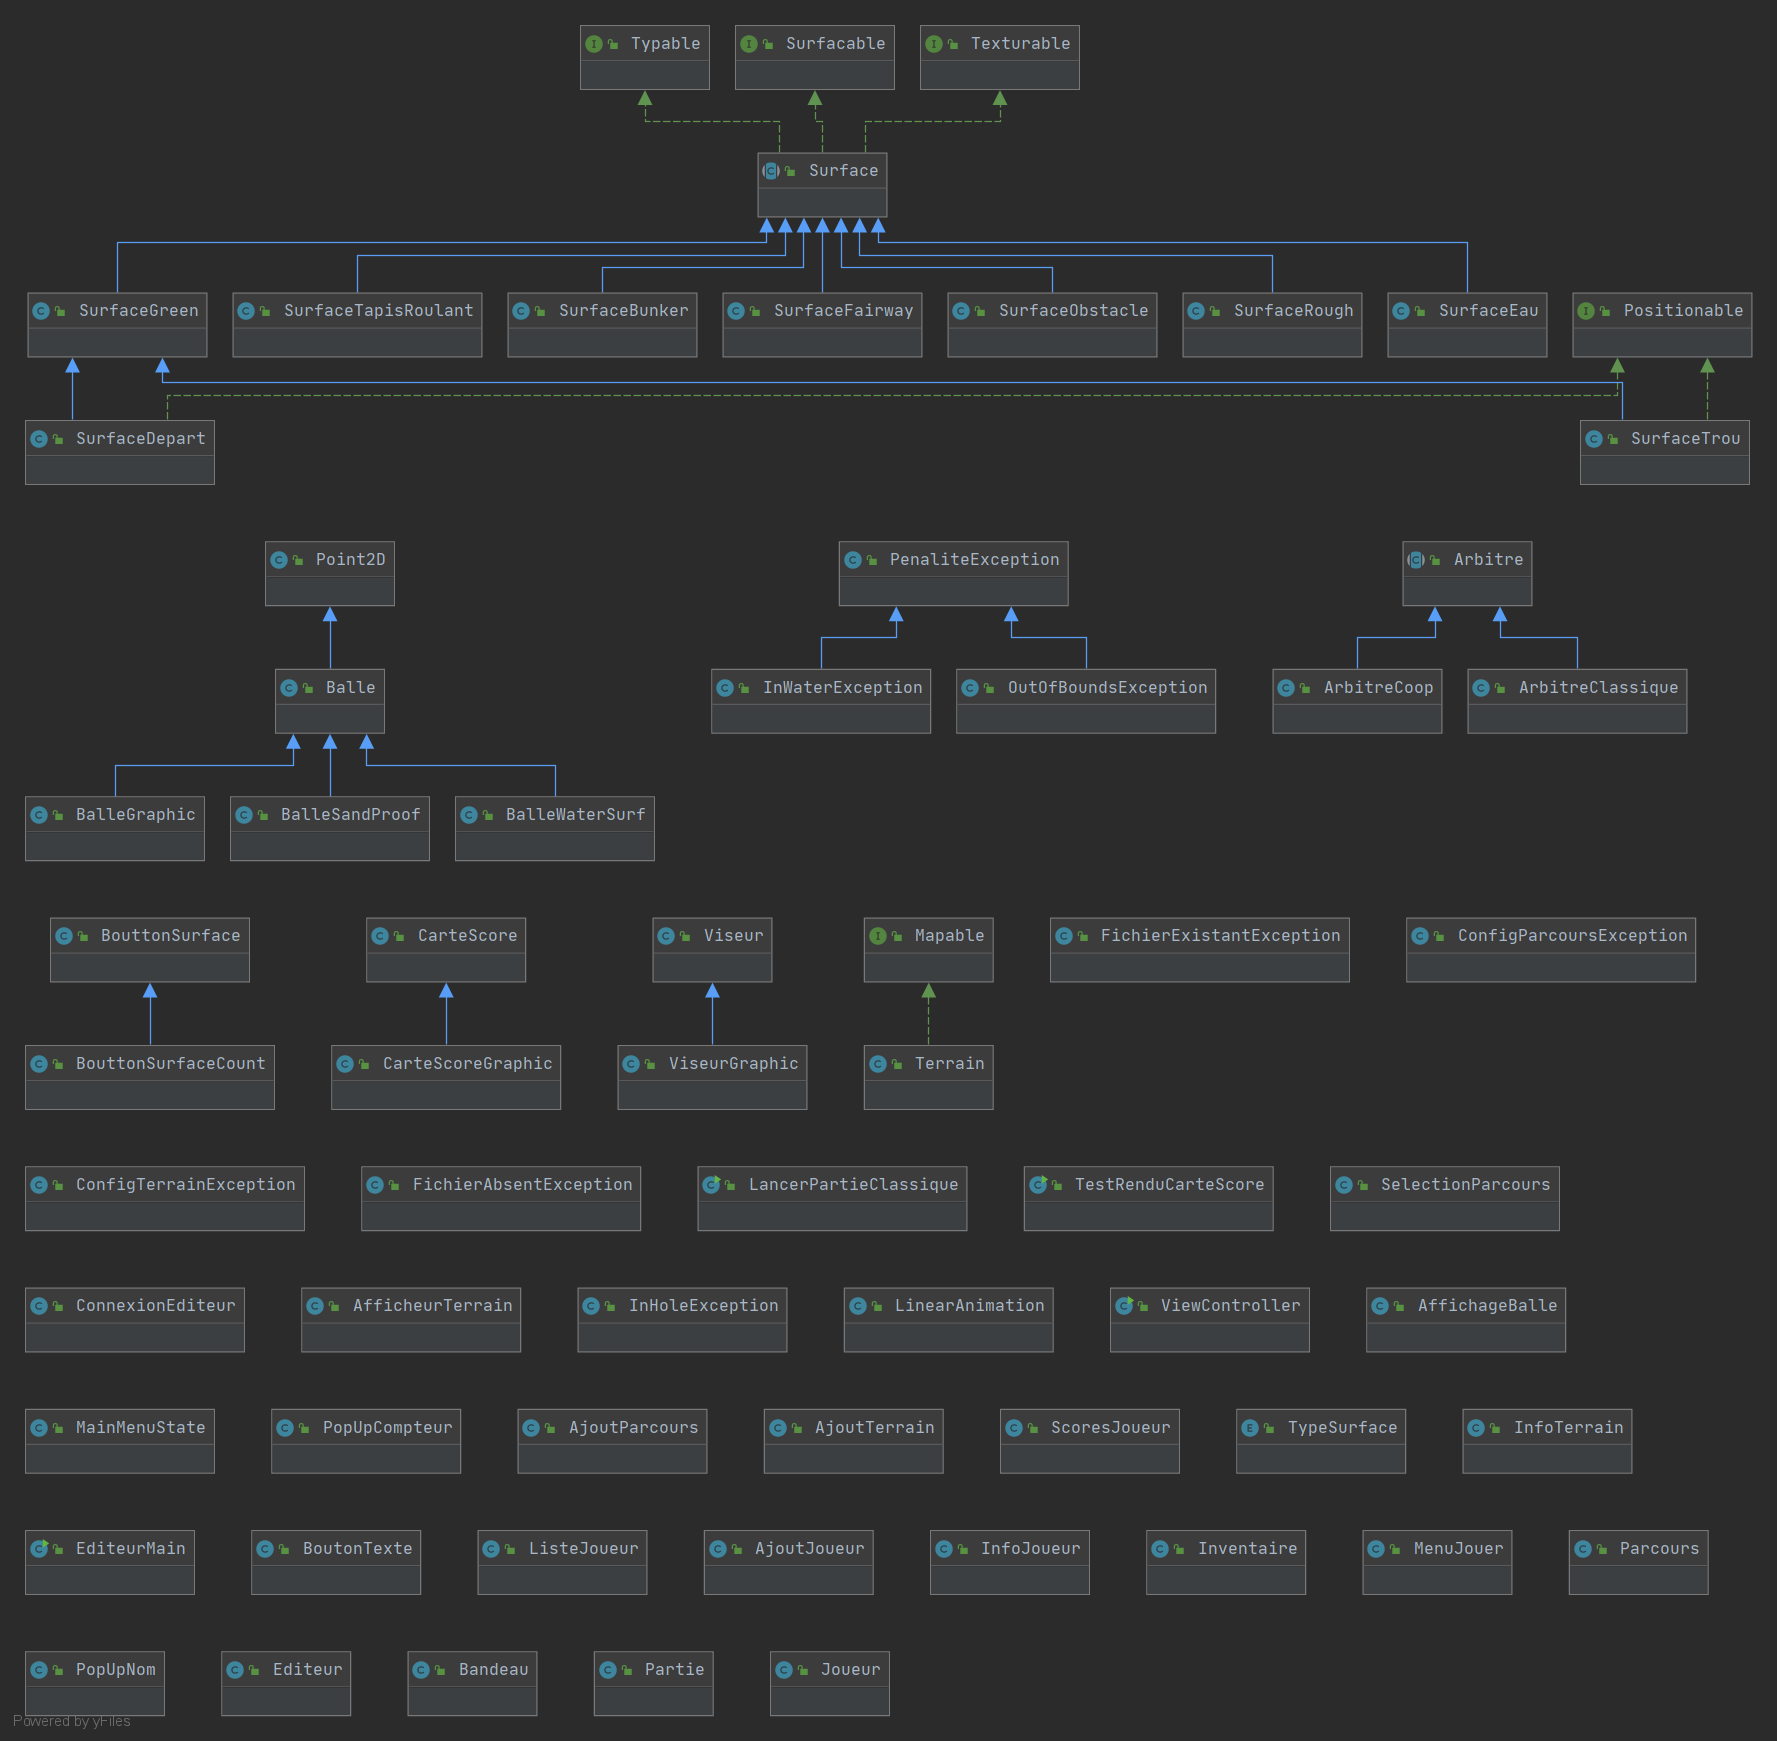 Typable Surfacable Texturable
Surface
SurfaceGreen SurfaceTapisRoulant SurfaceBunker SurfaceFairway SurfaceObstacle SurfaceRough SurfaceEau Positionable
SurfaceDepart SurfaceTrou
Point2D PenaliteException Arbitre
Balle InWaterException OutOfBoundsException ArbitreCoop ArbitreClassique
BalleGraphic BalleSandProof BalleWaterSurf
BouttonSurface CarteScore Viseur Mapable FichierExistantException ConfigParcoursException
BouttonSurfaceCount CarteScoreGraphic ViseurGraphic Terrain
ConfigTerrainException FichierAbsentException LancerPartieClassique TestRenduCarteScore SelectionParcours
ConnexionEditeur AfficheurTerrain InHoleException LinearAnimation ViewController AffichageBalle
MainMenuState PopUpCompteur AjoutParcours AjoutTerrain ScoresJoueur TypeSurface InfoTerrain
EditeurMain BoutonTexte ListeJoueur AjoutJoueur InfoJoueur Inventaire MenuJouer Parcours
PopUpNom Editeur Bandeau Partie Joueur
Powered by yFiles